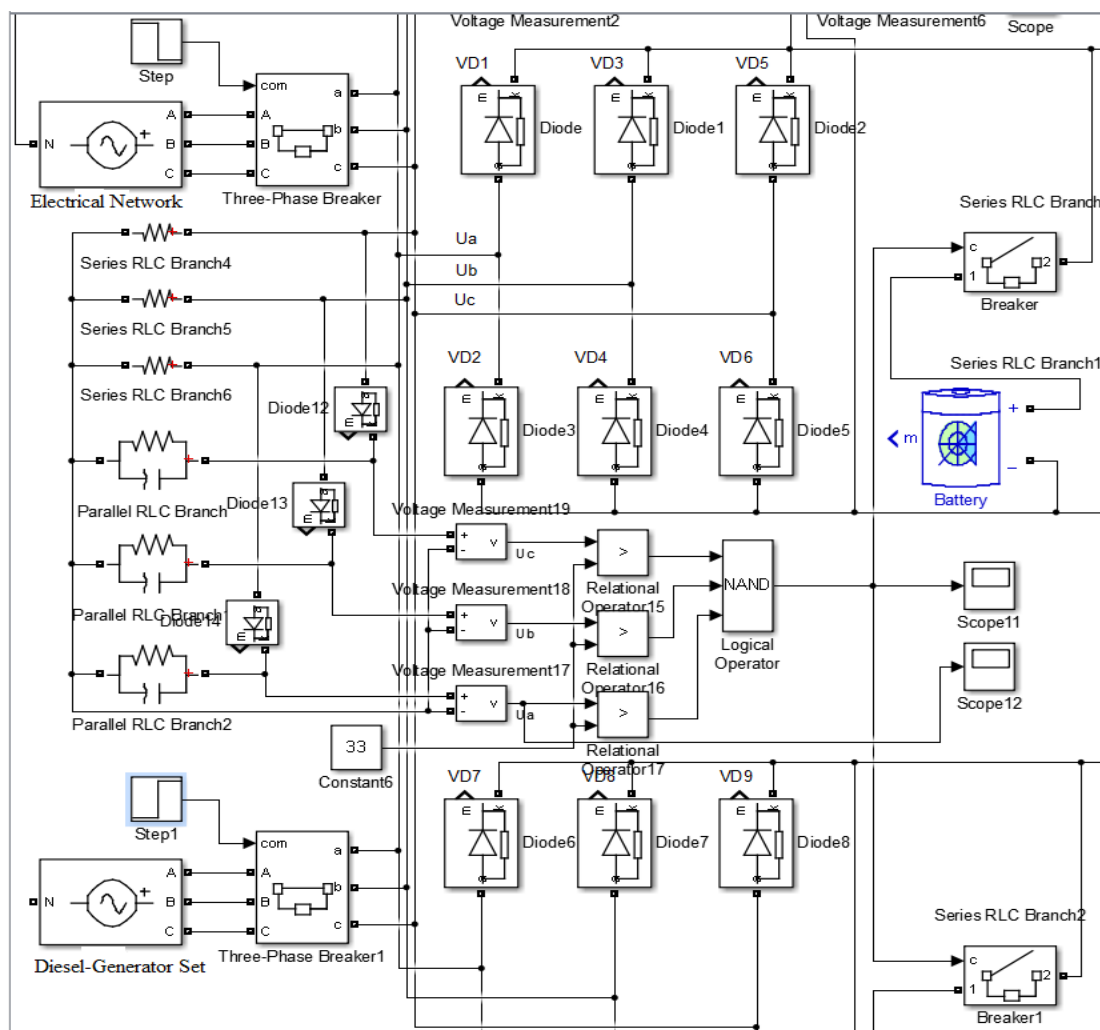 Voltage Measurement2
Voltage Measurement6
Scope
Step
VD1
VD3
VD5
com
A
B
C
a
b
c
N
A
B
C
m
k
a
Diode
m
k
a
Diode1
m
k
a
Diode2
Electrical Network
Three-Phase Breaker
Series RLC Branch
c
1
2
Breaker
Series RLC Branch4
Ua
Ub
Uc
Series RLC Branch5
Series RLC Branch6
VD2
VD4
VD6
Series RLC Branch1
Diode12
m
m
k
a
Diode3
m
k
a
Diode4
m
k
a
Diode5
+
m
–
Battery
Parallel RLC Branch
Diode13
m
Voltage Measurement19
+
-
v
Uc
>
Relational
Operator15
NAND
Logical
Operator
Parallel RLC Branch1
Diode14
m
Voltage Measurement18
+
-
v
Ub
>
Relational
Operator16
Scope11
Parallel RLC Branch2
Voltage Measurement17
+
-
v
Ua
>
Relational
Operator17
Scope12
33
Constant6
Step1
VD7
VD8
VD9
m
k
a
Diode6
m
k
a
Diode7
m
k
a
Diode8
com
A
B
C
a
b
c
N
+
A
B
C
Diesel-Generator Set
Three-Phase Breaker1
Series RLC Branch2
c
1
2
Breaker1